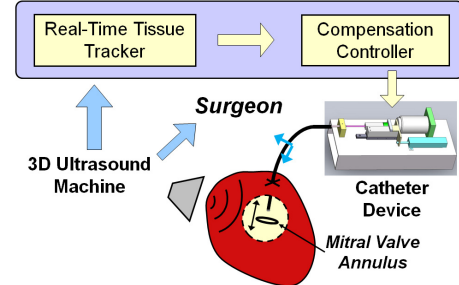 Real-Time Tissue
Tracker
Compensation
Controller
Surgeon
3D Ultrasound
Machine
Catheter
Device
Mitral Valve
Annulus